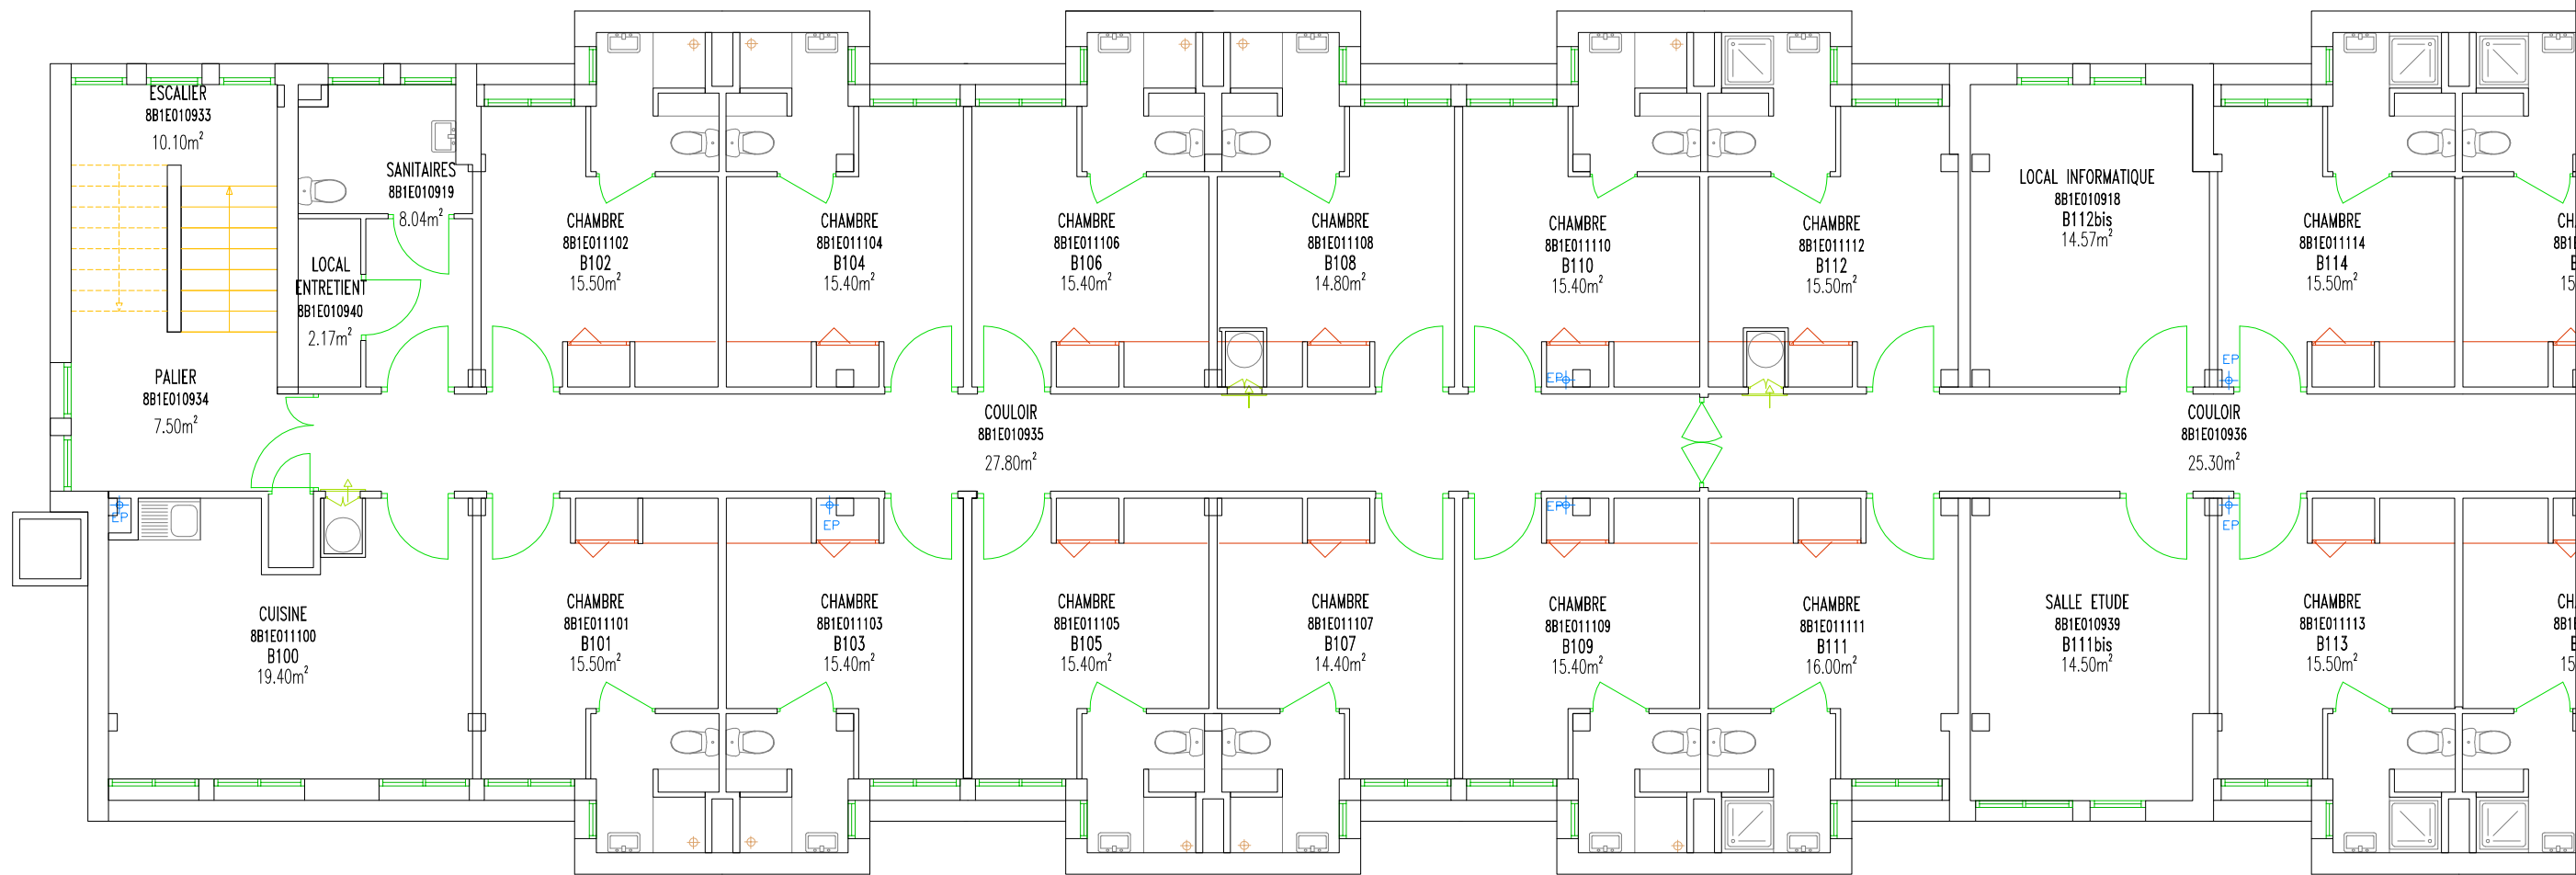 ESCALIER
8B1E010933
10.10m²
SANITAIRES
8B1E010919
8.04m²
LOCAL
ENTRETIENT
8B1E010940
2.17m²
PALIER
8B1E010934
7.50m²
CHAMBRE
8B1E011102
B102
15.50m²
CHAMBRE
8B1E011104
B104
15.40m²
CHAMBRE
8B1E011106
B106
15.40m²
CHAMBRE
8B1E011108
B108
14.80m²
CHAMBRE
8B1E011110
B110
15.40m²
EP
CHAMBRE
8B1E011112
B112
15.50m²
LOCAL INFORMATIQUE
8B1E010918
B112bis
14.57m²
EP
CHAMBRE
8B1E011114
B114
15.50m²
COULOIR
8B1E010935
27.80m²
COULOIR
8B1E010936
25.30m²
EP
CUISINE
8B1E011100
B100
19.40m²
CHAMBRE
8B1E011101
B101
15.50m²
EP
CHAMBRE
8B1E011103
B103
15.40m²
CHAMBRE
8B1E011105
B105
15.40m²
CHAMBRE
8B1E011107
B107
14.40m²
EP
CHAMBRE
8B1E011109
B109
15.40m²
CHAMBRE
8B1E011111
B111
16.00m²
SALLE ETUDE
8B1E010939
B111bis
14.50m²
EP
CHAMBRE
8B1E011113
B113
15.50m²